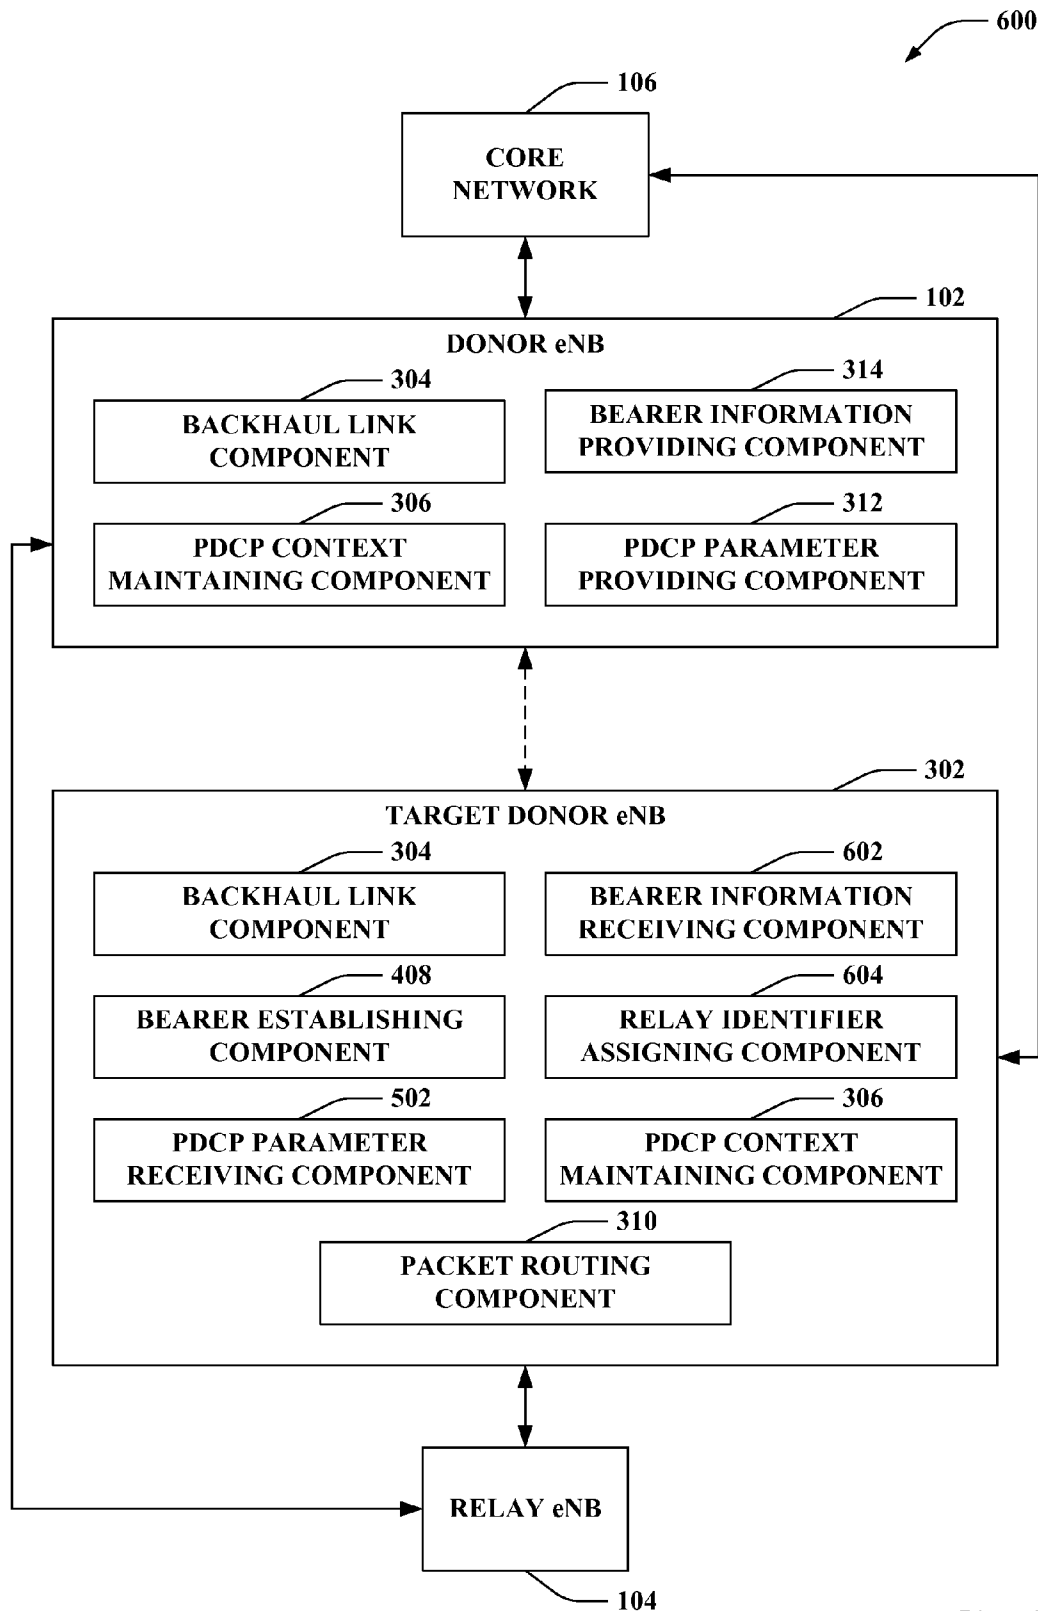 600
106
CORE
NETWORK
102
DONOR eNB
304
BACKHAUL LINK
COMPONENT
314
BEARER INFORMATION
PROVIDING COMPONENT
306
PDCP CONTEXT
MAINTAINING COMPONENT
312
PDCP PARAMETER
PROVIDING COMPONENT
302
TARGET DONOR eNB
304
BACKHAUL LINK
COMPONENT
602
BEARER INFORMATION
RECEIVING COMPONENT
408
BEARER ESTABLISHING
COMPONENT
604
RELAY IDENTIFIER
ASSIGNING COMPONENT
502
PDCP PARAMETER
RECEIVING COMPONENT
306
PDCP CONTEXT
MAINTAINING COMPONENT
310
PACKET ROUTING
COMPONENT
RELAY eNB
104